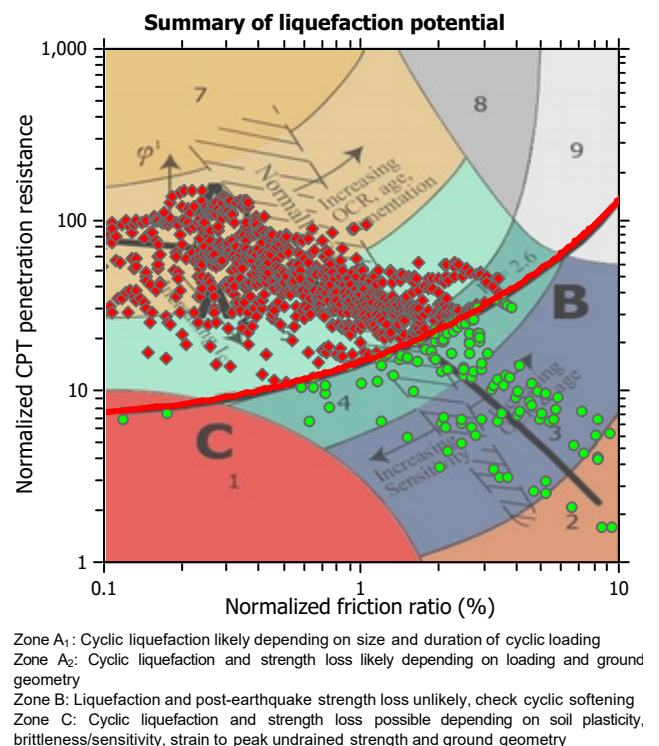 Summary of liquefaction potential
1,000
7
8
9
φ'
Increasing
OCR, age,
Normal
100
2.6
B
10
4
C
1
3
Increasing
Sensitivity
2
1
0.1
1
10
Normalized CPT penetration resistance
Normalized friction ratio (%)
Zone A1: Cyclic liquefaction likely depending on size and duration of cyclic loading
Zone A2: Cyclic liquefaction and strength loss likely depending on loading and ground
geometry
Zone B: Liquefaction and post-earthquake strength loss unlikely, check cyclic softening
Zone C: Cyclic liquefaction and strength loss possible depending on soil plasticity,
brittleness/sensitivity, strain to peak undrained strength and ground geometry